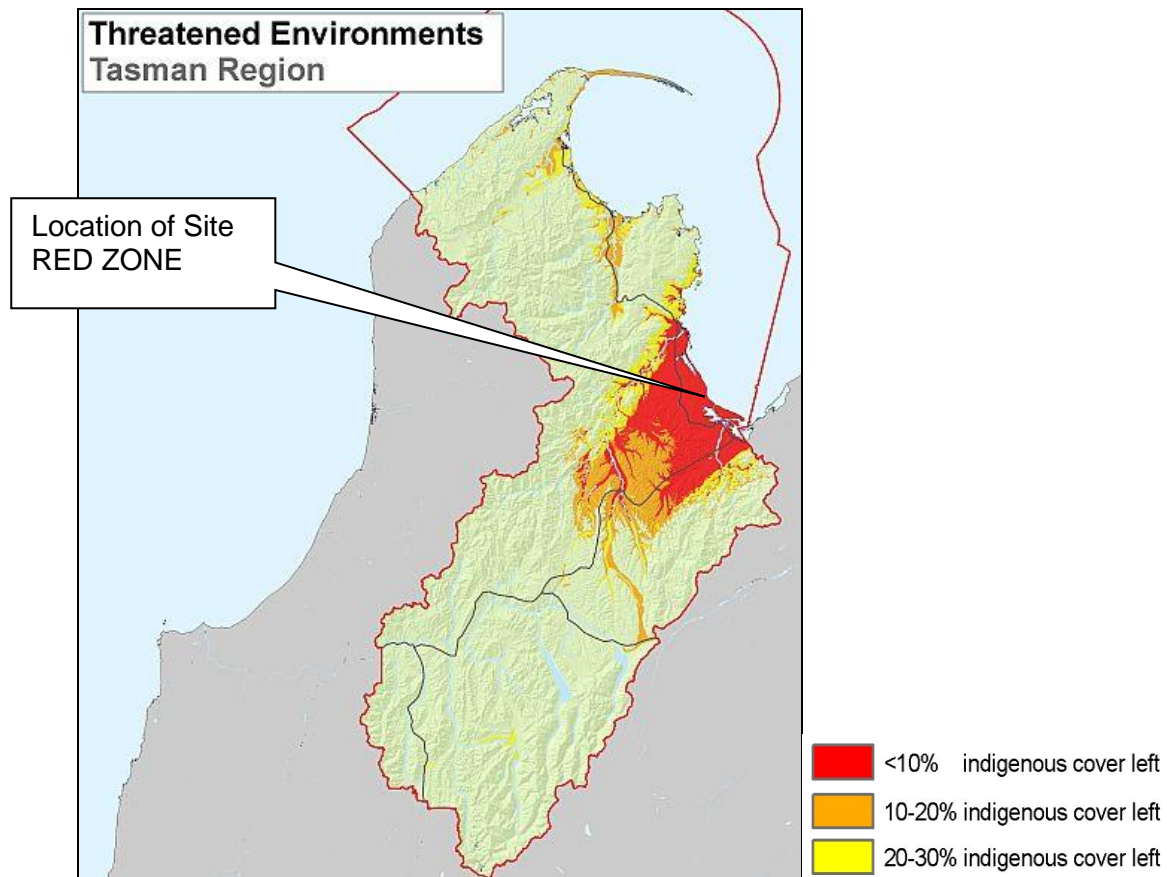 Threatened Environments
Tasman Region
Location of Site
RED ZONE
<10% indigenous cover left
10-20% indigenous cover left
20-30% indigenous cover left